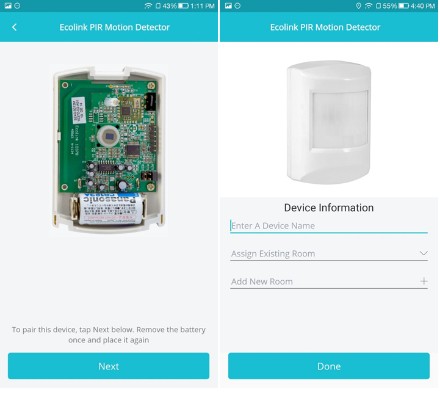 43% 1:11 PM
Ecolink PIR Motion Detector
Panasonic
To pair this device, tap Next below. Remove the battery
once and place it again
Next
55% 4:40 PM
Ecolink PIR Motion Detector
Device Information
Enter A Device Name
Assign Existing Room
Add New Room
Done